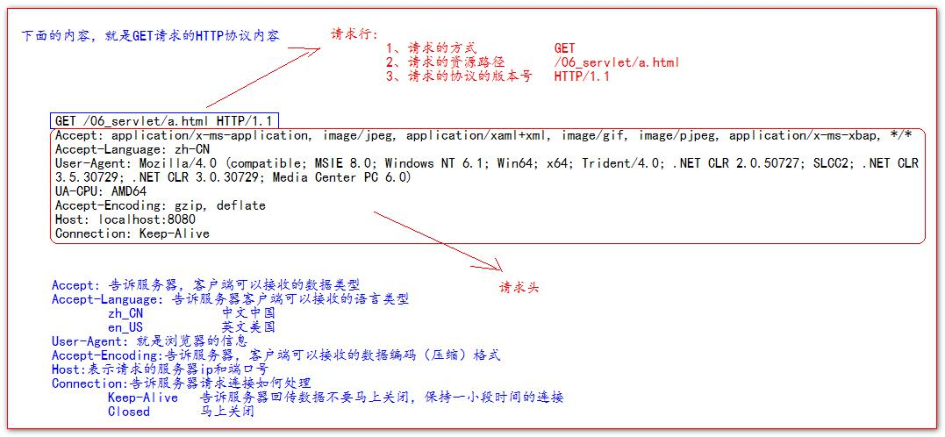 下面的内容，就是GET请求的HTTP协议内容
请求行：
1、请求的方式 GET
2、请求的资源路径 /06_servlet/a.html
3、请求的协议的版本号 HTTP/1.1
GET /06_servlet/a.html HTTP/1.1
Accept: application/x-ms-application, image/jpeg, application/xaml+xml, image/gif, image/pjpeg, application/x-ms-xbap, */*
Accept-Language: zh-CN
User-Agent: Mozilla/4.0 (compatible; MSIE 8.0; Windows NT 6.1; Win64; x64; Trident/4.0; .NET CLR 2.0.50727; SLCC2; .NET CLR
3.5.30729; .NET CLR 3.0.30729; Media Center PC 6.0)
UA-CPU: AMD64
Accept-Encoding: gzip, deflate
Host: localhost:8080
Connection: Keep-Alive
请求头
Accept: 告诉服务器，客户端可以接收的数据类型
Accept-Language: 告诉服务器客户端可以接收的语言类型
zh_CN 中文中国
en_US 英文美国
User-Agent: 就是浏览器的信息
Accept-Encoding:告诉服务器，客户端可以接收的数据编码（压缩）格式
Host:表示请求的服务器ip和端口号
Connection:告诉服务器请求连接如何处理
Keep-Alive 告诉服务器回传数据不要马上关闭，保持一小段时间的连接
Closed 马上关闭